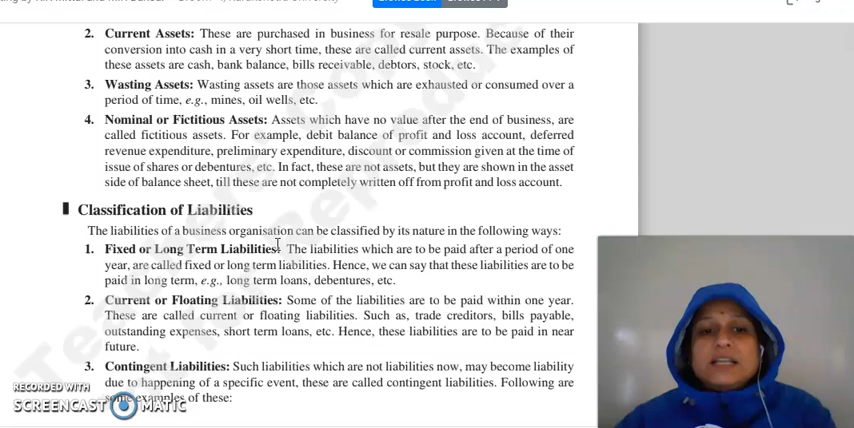 2. Current Assets: These are purchased in business for resale purpose. Because of their
conversion into cash in a very short time, these are called current assets. The examples of
these assets are cash, bank balance, bills receivable, debtors, stock, etc.
3. Wasting Assets: Wasting assets are those assets which are exhausted or consumed over a
period of time, e.g., mines, oil wells, etc.
4. Nominal or Fictitious Assets: Assets which have no value after the end of business, are
called fictitious assets. For example, debit balance of profit and loss account, deferred
revenue expenditure, preliminary expenditure, discount or commission given at the time of
issue of shares or debentures, etc. In fact, these are not assets, but they are shown in the asset
side of balance sheet, till these are not completely written off from profit and loss account.
Classification of Liabilities
The liabilities of a business organisation can be classified by its nature in the following ways:
1. Fixed or Long Term Liabilities: The liabilities which are to be paid after a period of one
year, are called fixed or long term liabilities. Hence, we can say that these liabilities are to be
paid in long term, e.g., long term loans, debentures, etc.
2. Current or Floating Liabilities: Some of the liabilities are to be paid within one year.
These are called current or floating liabilities. Such as, trade creditors, bills payable,
outstanding expenses, short term loans, etc. Hence, these liabilities are to be paid in near
future.
3. Contingent Liabilities: Such liabilities which are not liabilities now, may become liability
due to happening of a specific event, these are called contingent liabilities. Following are
some examples of these:
RECORDED WITH
SCREENCAST MATIC